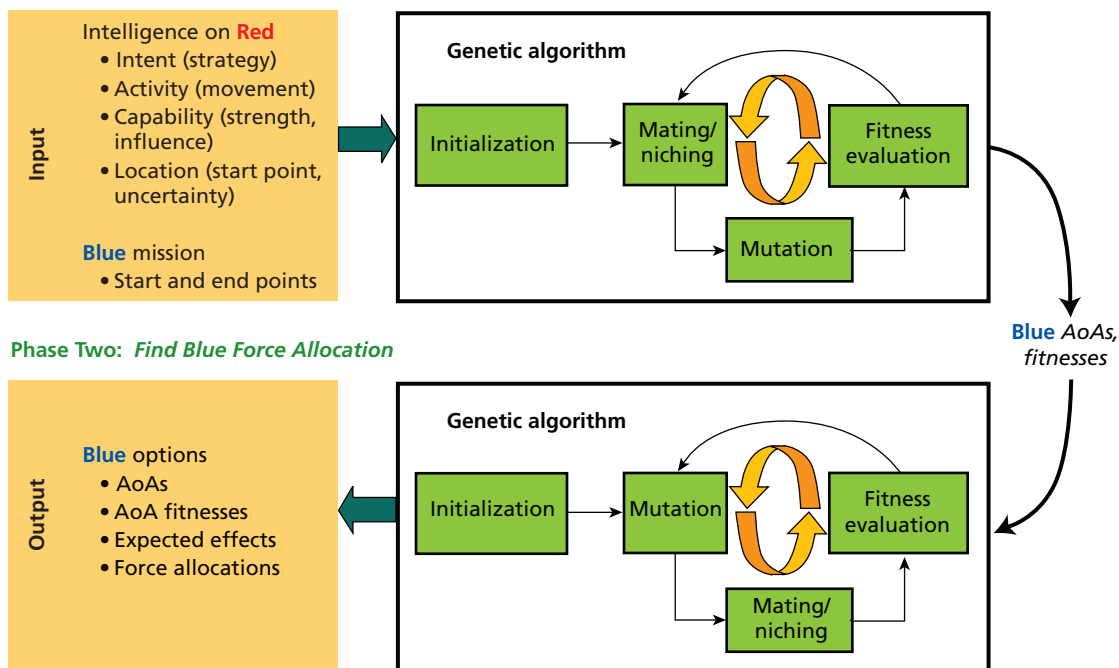 Input
Intelligence on Red
• Intent (strategy)
• Activity (movement)
• Capability (strength,
influence)
• Location (start point,
uncertainty)
Blue mission
• Start and end points
Genetic algorithm
Initialization
Mating/
niching
Fitness
evaluation
Mutation
Blue AoAs,
fitnesses
Phase Two: Find Blue Force Allocation
Output
Blue options
• AoAs
• AoA fitnesses
• Expected effects
• Force allocations
Genetic algorithm
Initialization
Mutation
Fitness
evaluation
Mating/
niching